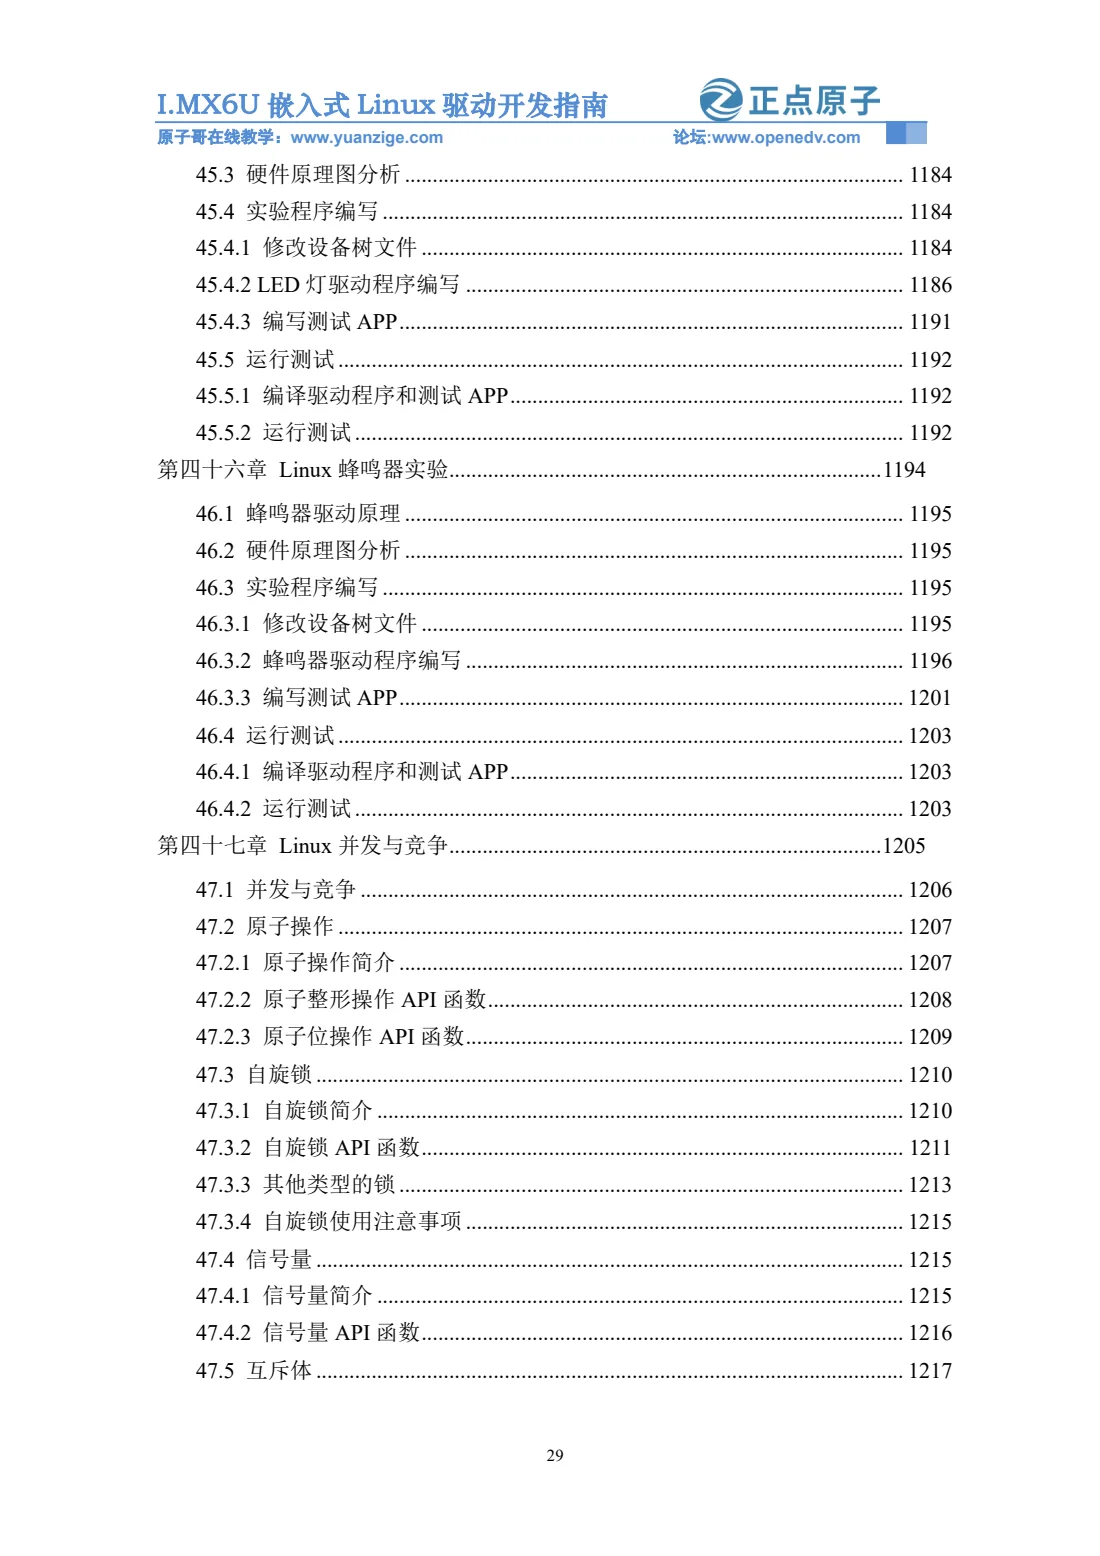 I.MX6U 嵌入式 Linux 驱动开发指南
正点原子
原子哥在线教学：www.yuanzige.com 论坛:www.openedv.com
45.3 硬件原理图分析 ........ 1184
45.4 实验程序编写 ........ 1184
45.4.1 修改设备树文件 ........ 1184
45.4.2 LED 灯驱动程序编写 ........ 1186
45.4.3 编写测试 APP ........ 1191
45.5 运行测试 ........ 1192
45.5.1 编译驱动程序和测试 APP ........ 1192
45.5.2 运行测试 ........ 1192
第四十六章 Linux 蜂鸣器实验 ........ 1194
46.1 蜂鸣器驱动原理 ........ 1195
46.2 硬件原理图分析 ........ 1195
46.3 实验程序编写 ........ 1195
46.3.1 修改设备树文件 ........ 1195
46.3.2 蜂鸣器驱动程序编写 ........ 1196
46.3.3 编写测试 APP ........ 1201
46.4 运行测试 ........ 1203
46.4.1 编译驱动程序和测试 APP ........ 1203
46.4.2 运行测试 ........ 1203
第四十七章 Linux 并发与竞争 ........ 1205
47.1 并发与竞争 ........ 1206
47.2 原子操作 ........ 1207
47.2.1 原子操作简介 ........ 1207
47.2.2 原子整形操作 API 函数 ........ 1208
47.2.3 原子位操作 API 函数 ........ 1209
47.3 自旋锁 ........ 1210
47.3.1 自旋锁简介 ........ 1210
47.3.2 自旋锁 API 函数 ........ 1211
47.3.3 其他类型的锁 ........ 1213
47.3.4 自旋锁使用注意事项 ........ 1215
47.4 信号量 ........ 1215
47.4.1 信号量简介 ........ 1215
47.4.2 信号量 API 函数 ........ 1216
47.5 互斥体 ........ 1217
29